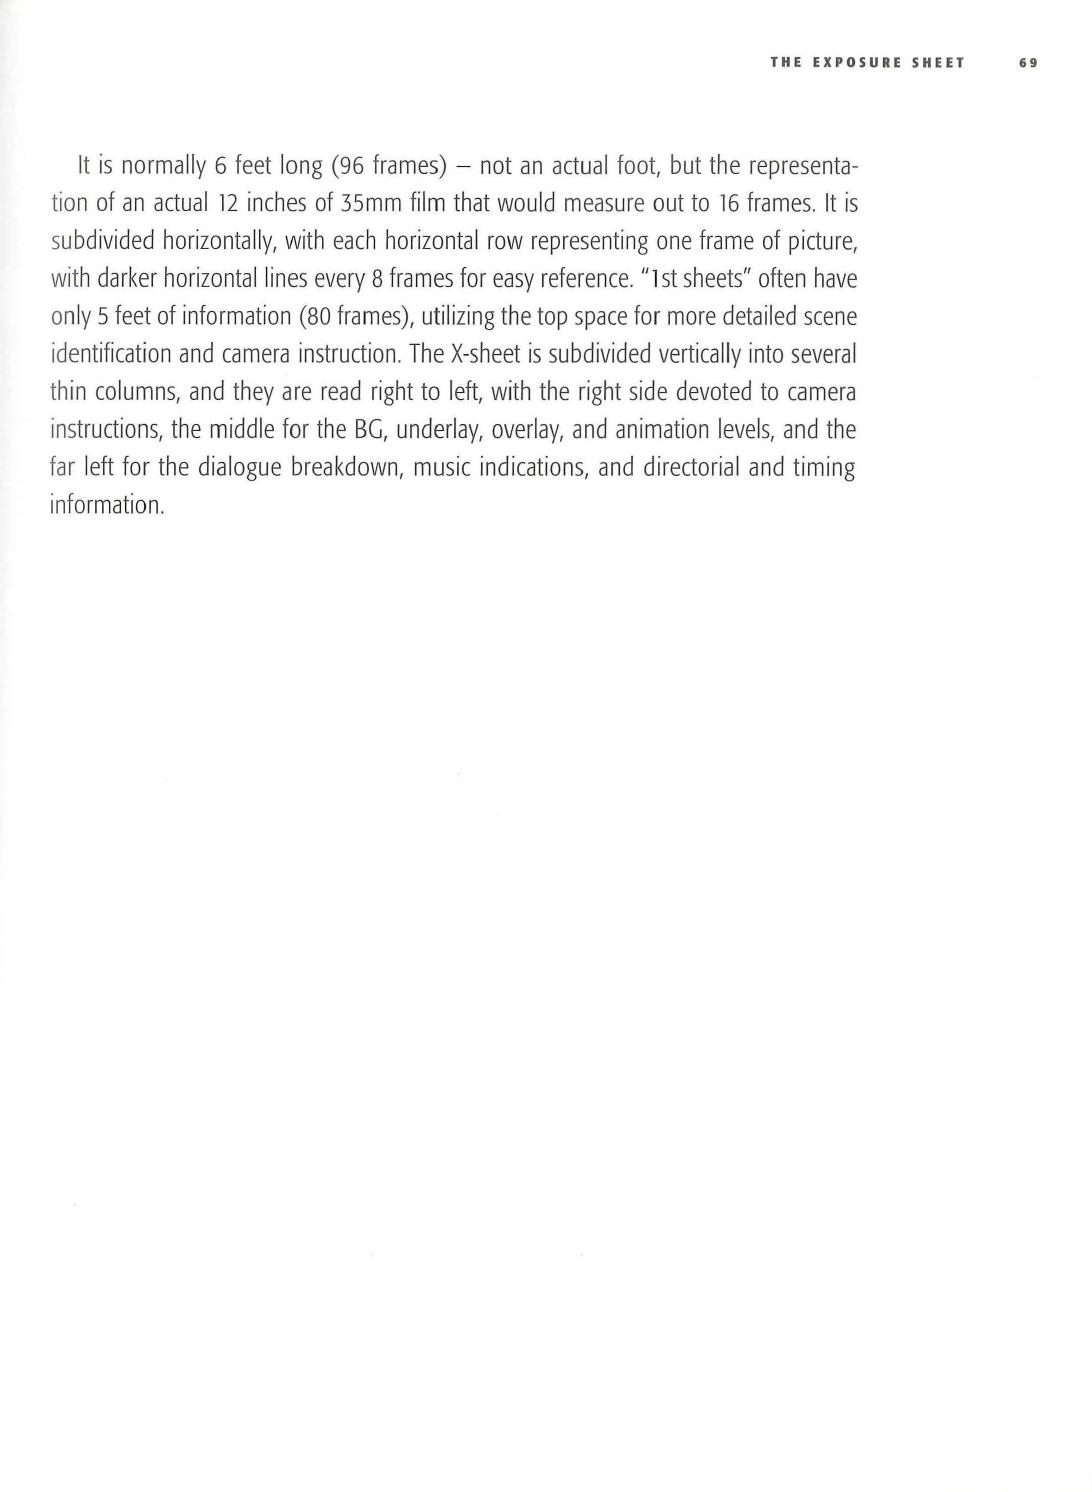 THE EXPOSURE SHEET 69
It is normally 6 feet long (96 frames) – not an actual foot, but the representa-
tion of an actual 12 inches of 35mm film that would measure out to 16 frames. It is
subdivided horizontally, with each horizontal row representing one frame of picture,
with darker horizontal lines every 8 frames for easy reference. "1st sheets" often have
only 5 feet of information (80 frames), utilizing the top space for more detailed scene
identification and camera instruction. The X-sheet is subdivided vertically into several
thin columns, and they are read right to left, with the right side devoted to camera
instructions, the middle for the BG, underlay, overlay, and animation levels, and the
far left for the dialogue breakdown, music indications, and directorial and timing
information.